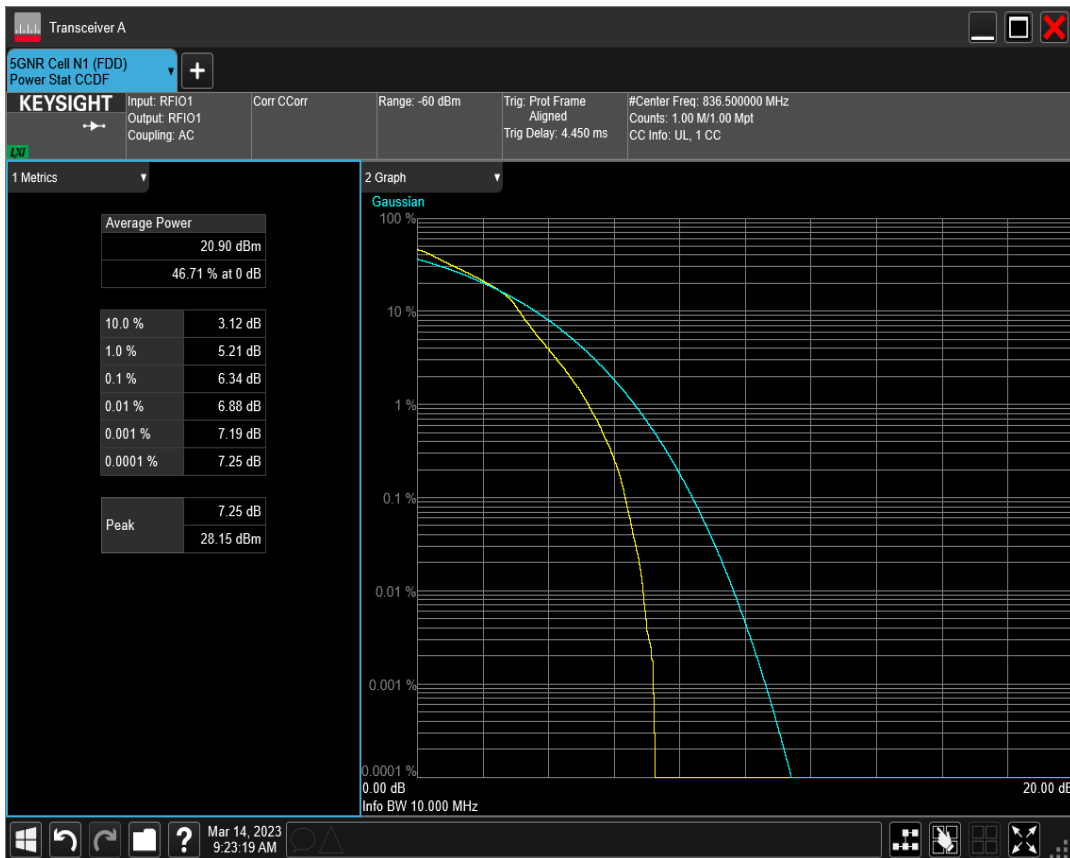 Transceiver A
5GNR Cell N1 (FDD)
Power Stat CCDF
KEYSIGHT
LXI
Input: RFIO1
Output: RFIO1
Coupling: AC
Corr CCorr
Range: -60 dBm
Trig: Prot Frame
Aligned
Trig Delay: 4.450 ms
#Center Freq: 836.500000 MHz
Counts: 1.00 M/1.00 Mpt
CC Info: UL, 1 CC
1 Metrics
Average Power
20.90 dBm
46.71 % at 0 dB
10.0 % 3.12 dB
1.0 % 5.21 dB
0.1 % 6.34 dB
0.01 % 6.88 dB
0.001 % 7.19 dB
0.0001 % 7.25 dB
Peak
7.25 dB
28.15 dBm
2 Graph
Gaussian
100 %
10 %
1 %
0.1 %
0.01 %
0.001 %
0.0001 %
0.00 dB 20.00 dB
Info BW 10.000 MHz
Mar 14, 2023
9:23:19 AM